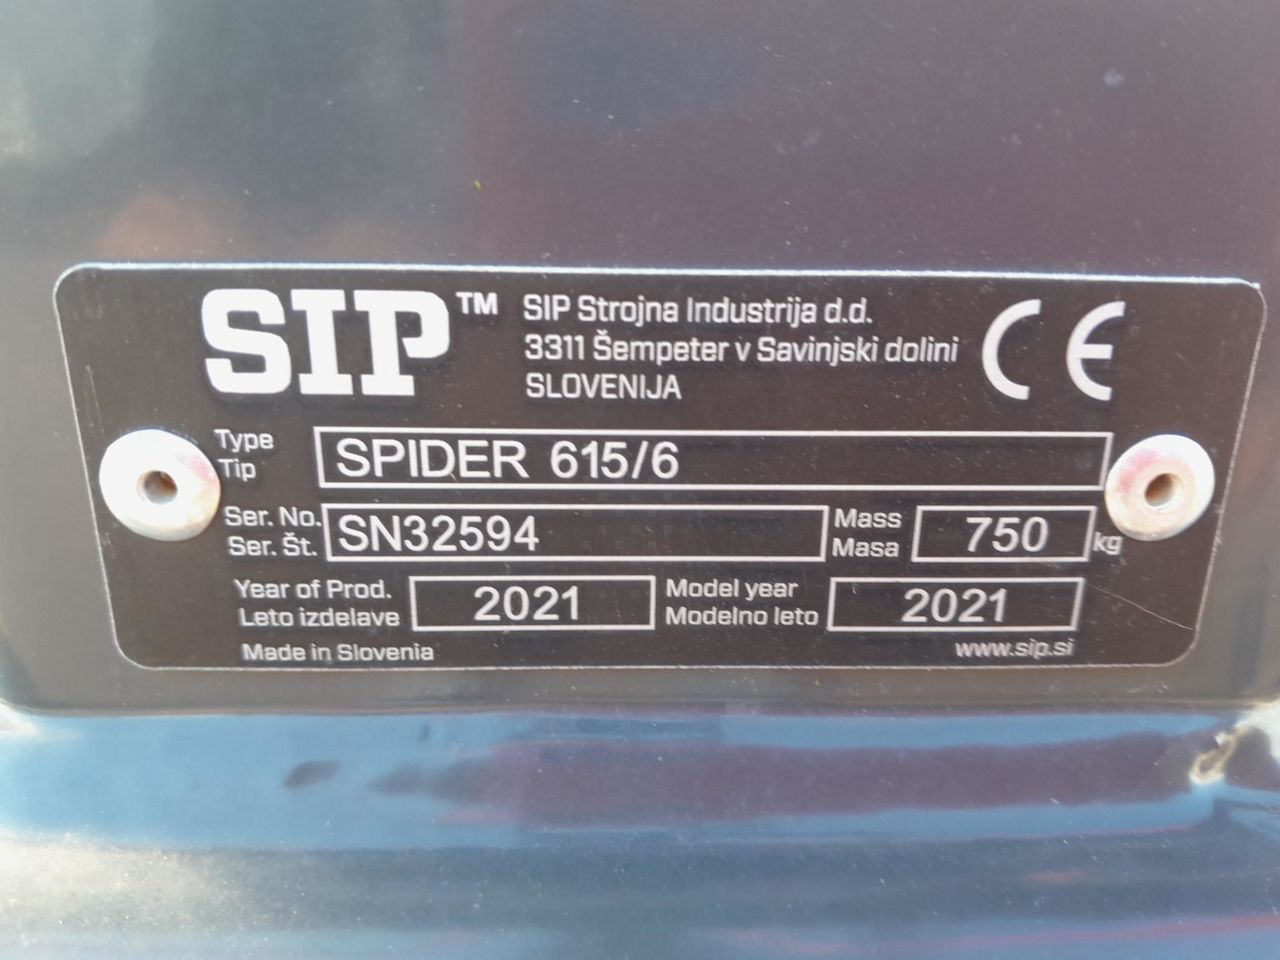 SIP™
SIP Strojna Industrija d.d.
3311 Šempeter v Savinjski dolini
SLOVENIJA
CE
Type
Tip
SPIDER 615/6
Ser. No.
Ser. Št.
SN32594
Mass
Masa
750
kg
Year of Prod.
Leto izdelave
2021
Model year
Modelno leto
2021
Made in Slovenia
www.sip.si